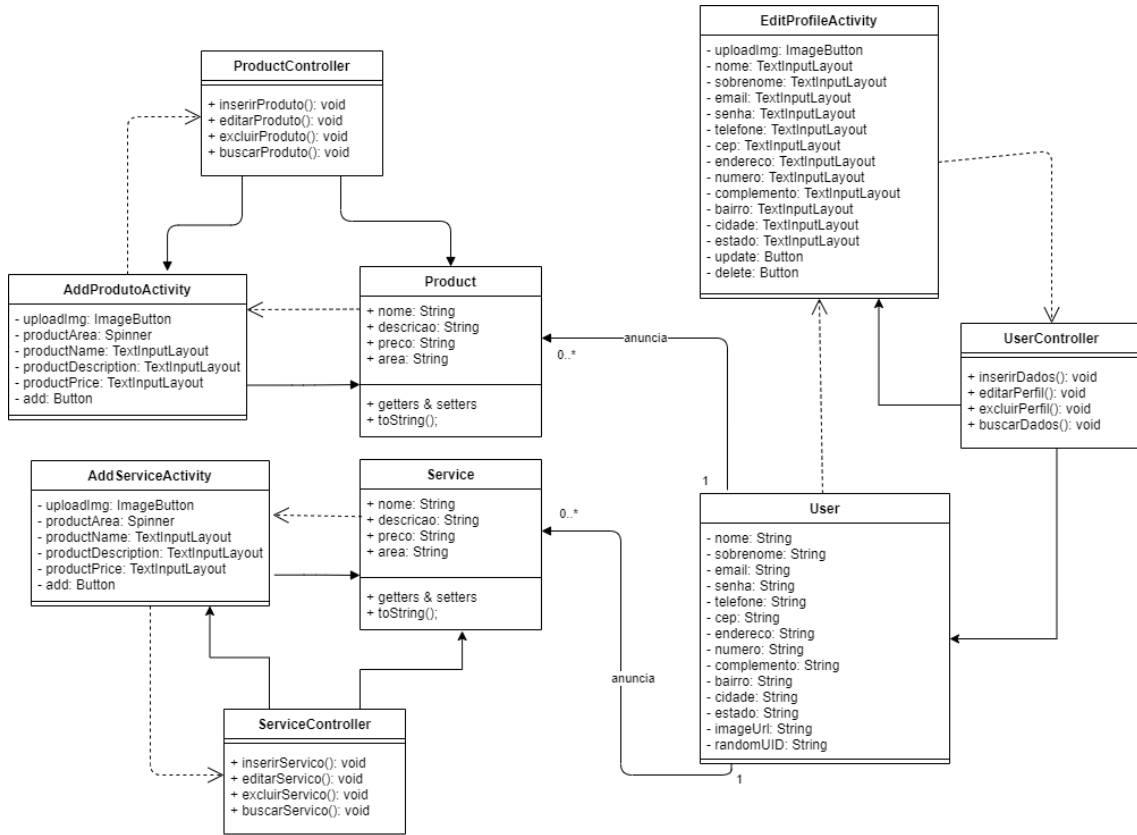 ProductController
+ inserirProduto(): void
+ editarProduto(): void
+ excluirProduto(): void
+ buscarProduto(): void
EditProfileActivity
- uploadImg: ImageButton
- nome: TextInputLayout
- sobrenome: TextInputLayout
- email: TextInputLayout
- senha: TextInputLayout
- telefone: TextInputLayout
- cep: TextInputLayout
- endereco: TextInputLayout
- numero: TextInputLayout
- complemento: TextInputLayout
- bairro: TextInputLayout
- cidade: TextInputLayout
- estado: TextInputLayout
- update: Button
- delete: Button
AddProdutoActivity
- uploadImg: ImageButton
- productArea: Spinner
- productName: TextInputLayout
- productDescription: TextInputLayout
- productPrice: TextInputLayout
- add: Button
Product
+ nome: String
+ descricao: String
+ preco: String
+ area: String
+ getters & setters
+ toString();
anuncia
0..*
1
UserController
+ inserirDados(): void
+ editarPerfil(): void
+ excluirPerfil(): void
+ buscarDados(): void
AddServiceActivity
- uploadImg: ImageButton
- productArea: Spinner
- productName: TextInputLayout
- productDescription: TextInputLayout
- productPrice: TextInputLayout
- add: Button
Service
+ nome: String
+ descricao: String
+ preco: String
+ area: String
+ getters & setters
+ toString();
0..*
anuncia
1
User
- nome: String
- sobrenome: String
- email: String
- senha: String
- telefone: String
- cep: String
- endereco: String
- numero: String
- complemento: String
- bairro: String
- cidade: String
- estado: String
- imageUrl: String
- randomUID: String
ServiceController
+ inserirServico(): void
+ editarServico(): void
+ excluirServico(): void
+ buscarServico(): void